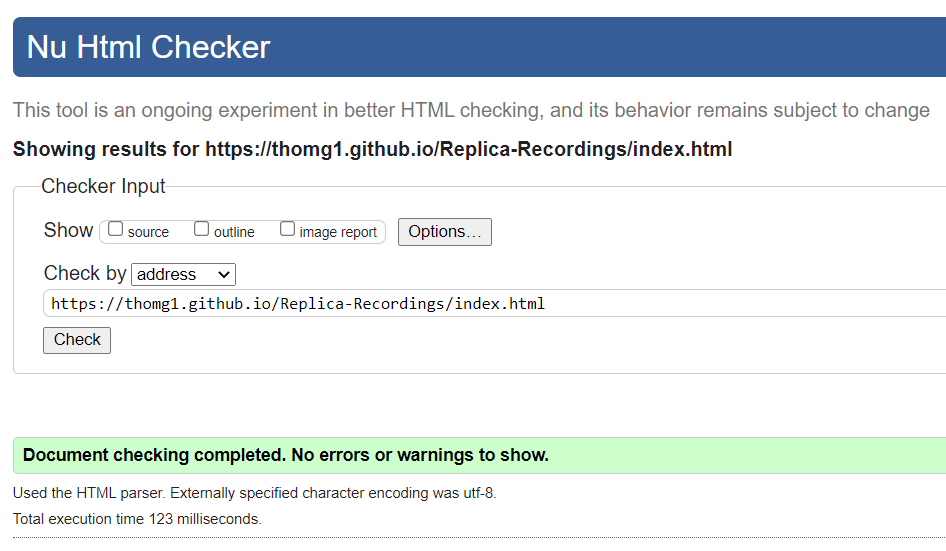 Nu Html Checker
This tool is an ongoing experiment in better HTML checking, and its behavior remains subject to change
Showing results for https://thomg1.github.io/Replica-Recordings/index.html
Checker Input
Show source outline image report Options...
Check by address
https://thomg1.github.io/Replica-Recordings/index.html
Check
Document checking completed. No errors or warnings to show.
Used the HTML parser. Externally specified character encoding was utf-8.
Total execution time 123 milliseconds.